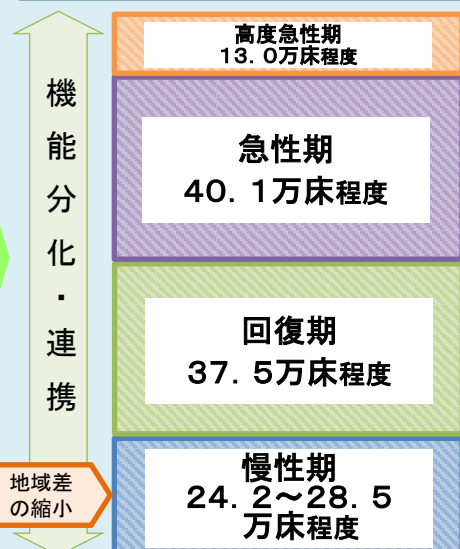 高度急性期
13.0万床程度
機能分化・連携
急性期
40.1万床程度
回復期
37.5万床程度
地域差
の縮小
慢性期
24.2～28.5
万床程度